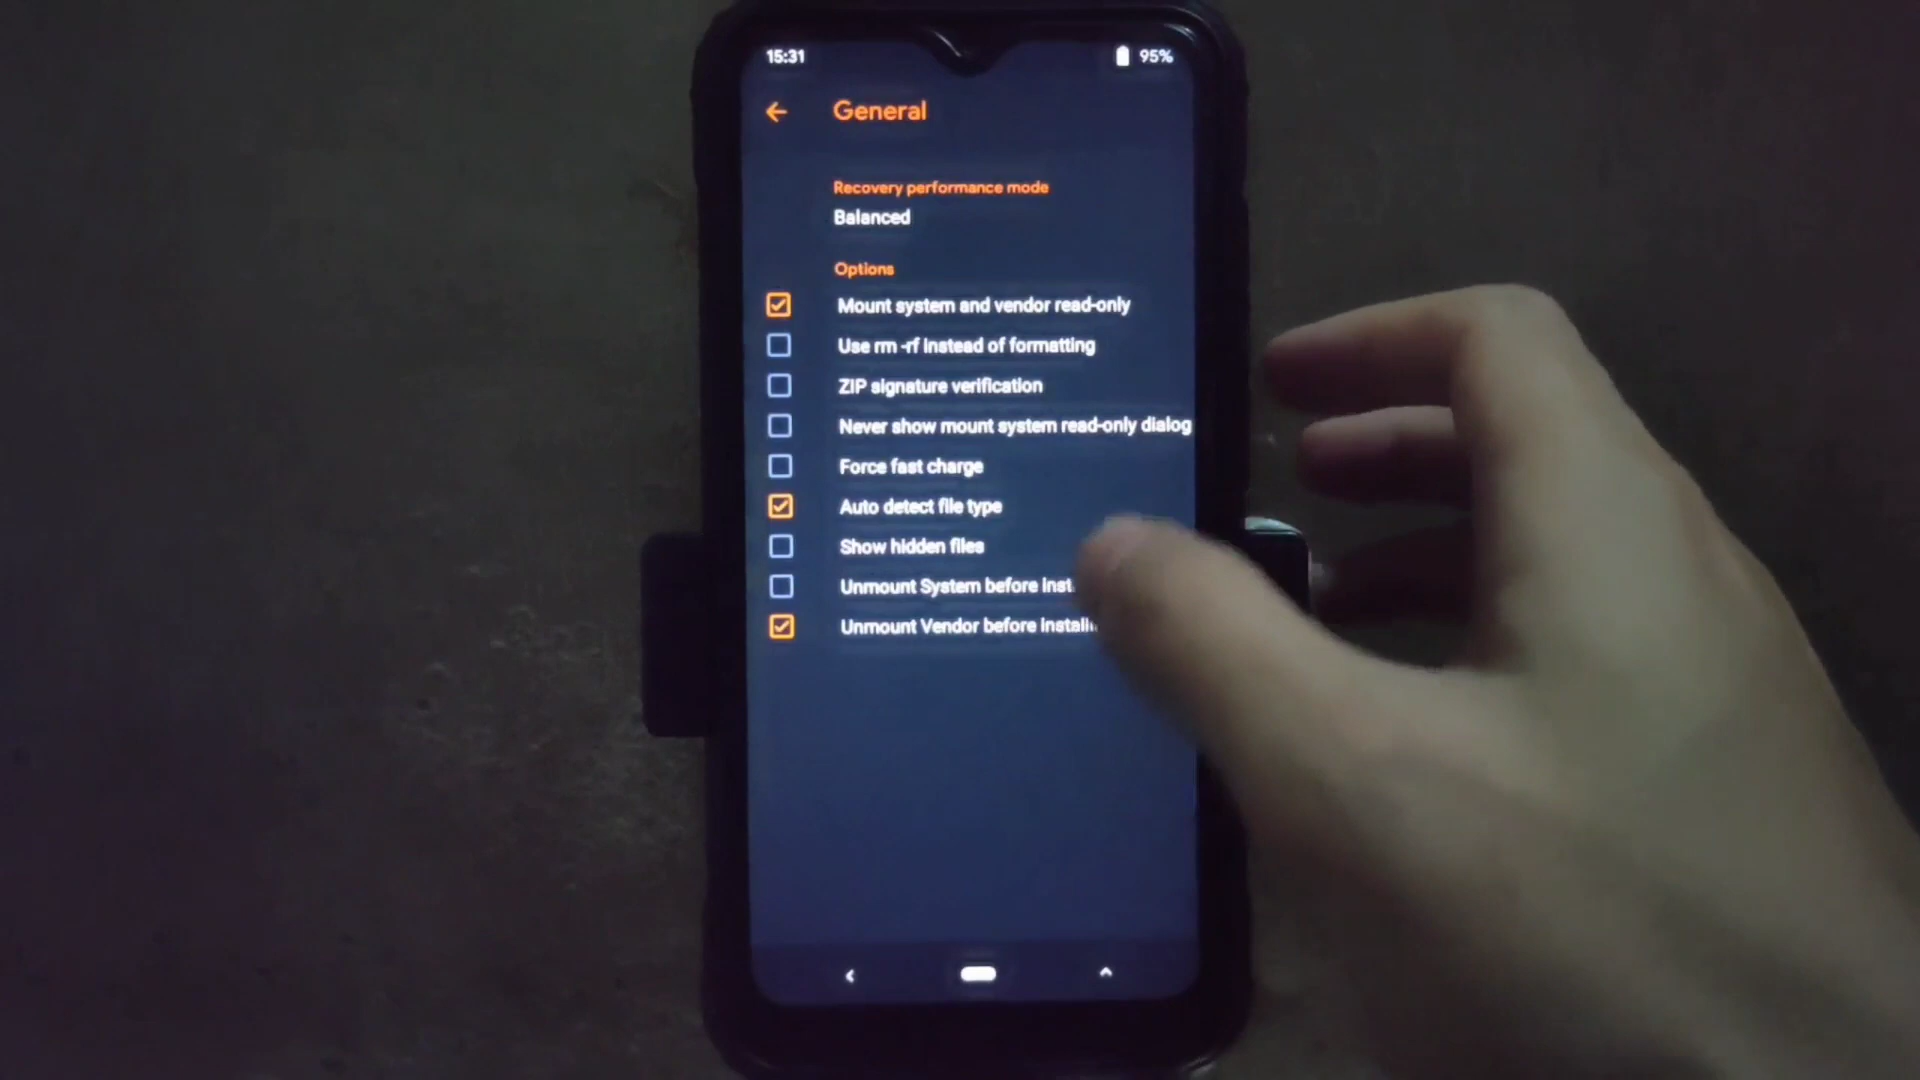 15:31
95%
General
Recovery performance mode
Balanced
Options
Mount system and vendor read-only
Use rm -rf instead of formatting
ZIP signature verification
Never show mount system read-only dialog
Force fast charge
Auto detect file type
Show hidden files
Unmount System before
Unmount Vendor before